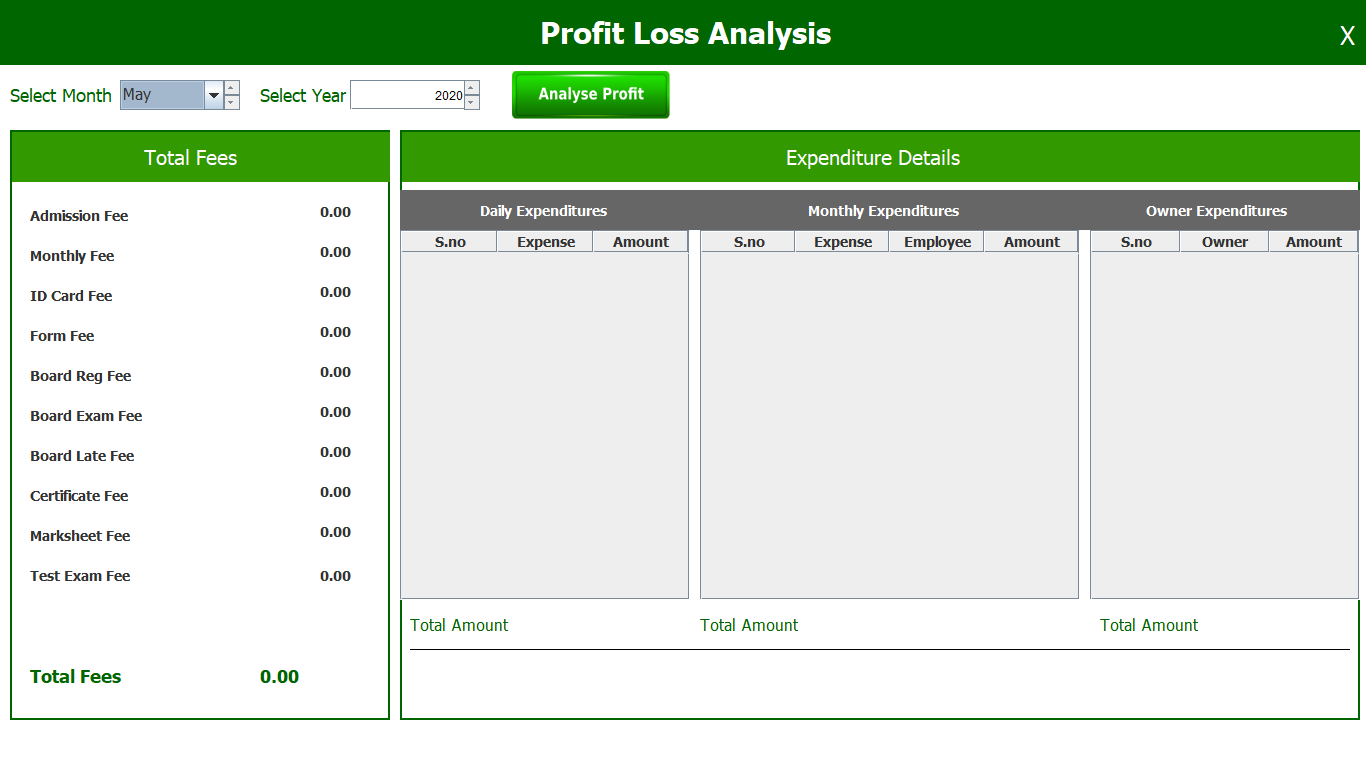 Profit Loss Analysis
X
Select Month May Select Year 2020 Analyse Profit
Total Fees
Admission Fee 0.00
Monthly Fee 0.00
ID Card Fee 0.00
Form Fee 0.00
Board Reg Fee 0.00
Board Exam Fee 0.00
Board Late Fee 0.00
Certificate Fee 0.00
Marksheet Fee 0.00
Test Exam Fee 0.00
Total Fees 0.00
Expenditure Details
Daily Expenditures Monthly Expenditures Owner Expenditures
S.no Expense Amount S.no Expense Employee Amount S.no Owner Amount
Total Amount Total Amount Total Amount